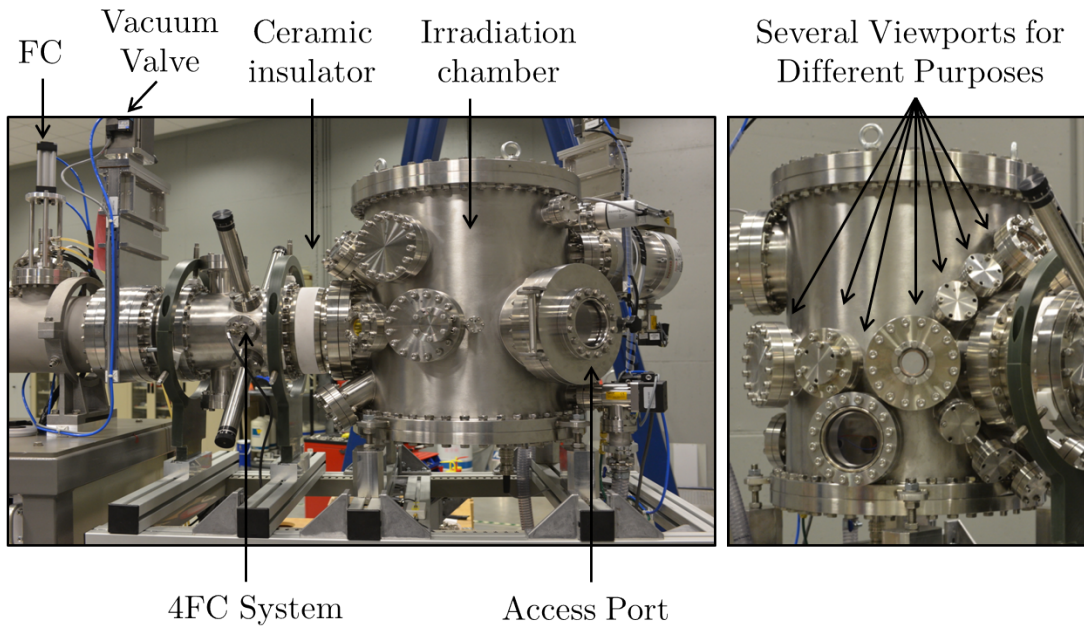 FC
Vacuum
Valve
Ceramic
insulator
Irradiation
chamber
Several Viewports for
Different Purposes
4FC System
Access Port